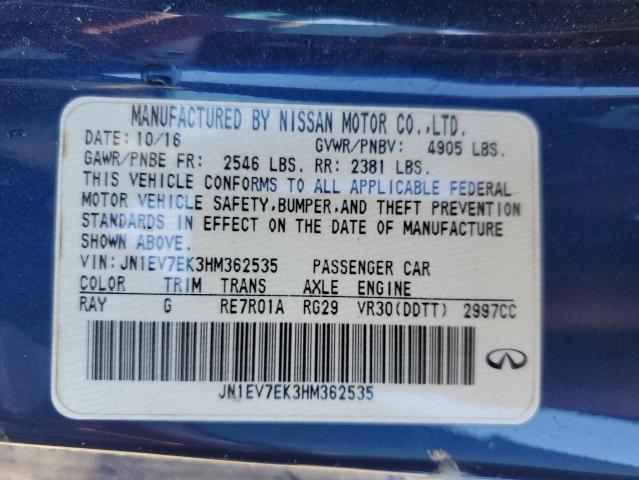 MANUFACTURED BY NISSAN MOTOR CO.,LTD.
DATE: 10/16 GVWR/PNBV: 4905 LBS.
GAWR/PNBE FR: 2546 LBS. RR: 2381 LBS.
THIS VEHICLE CONFORMS TO ALL APPLICABLE FEDERAL
MOTOR VEHICLE SAFETY,BUMPER,AND THEFT PREVENTION
STANDARDS IN EFFECT ON THE DATE OF MANUFACTURE
SHOWN ABOVE.
VIN: JN1EV7EK3HM362535 PASSENGER CAR
COLOR TRIM TRANS AXLE ENGINE
RAY G RE7R01A RG29 VR30(DDTT) 2997CC
JN1EV7EK3HM362535